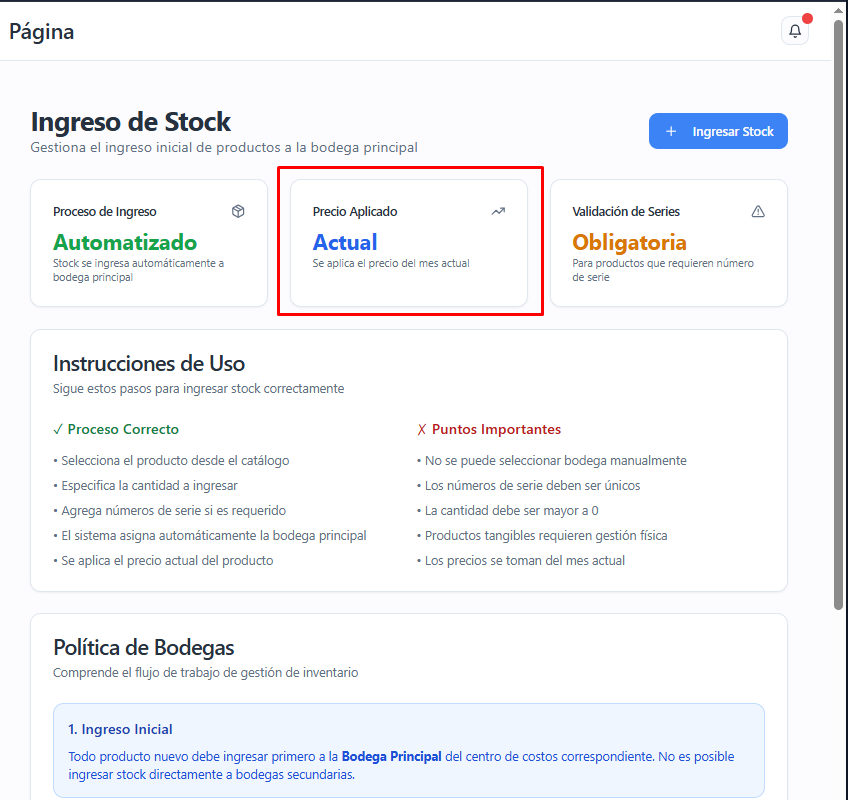 Página
Ingreso de Stock
Gestiona el ingreso inicial de productos a la bodega principal
+ Ingresar Stock
Proceso de Ingreso
Automatizado
Stock se ingresa automáticamente a
bodega principal
Precio Aplicado
Actual
Se aplica el precio del mes actual
Validación de Series
Obligatoria
Para productos que requieren número
de serie
Instrucciones de Uso
Sigue estos pasos para ingresar stock correctamente
✓ Proceso Correcto
• Selecciona el producto desde el catálogo
• Especifica la cantidad a ingresar
• Agrega números de serie si es requerido
• El sistema asigna automáticamente la bodega principal
• Se aplica el precio actual del producto
✗ Puntos Importantes
• No se puede seleccionar bodega manualmente
• Los números de serie deben ser únicos
• La cantidad debe ser mayor a 0
• Productos tangibles requieren gestión física
• Los precios se toman del mes actual
Política de Bodegas
Comprende el flujo de trabajo de gestión de inventario
1. Ingreso Inicial
Todo producto nuevo debe ingresar primero a la Bodega Principal del centro de costos correspondiente. No es posible
ingresar stock directamente a bodegas secundarias.